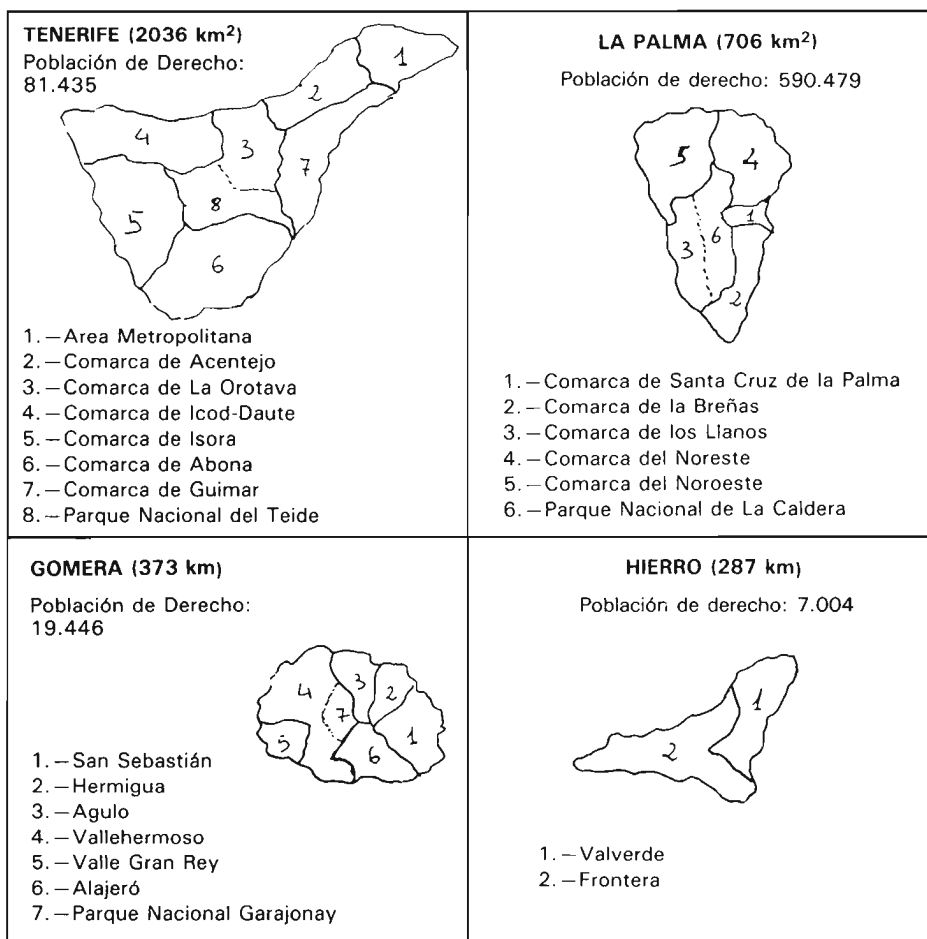 TENERIFE (2036 km²)
Población de Derecho:
81.435
1
2
4
3
7
5
8
6
1.—Area Metropolitana
2.—Comarca de Acentejo
3.—Comarca de La Orotava
4.—Comarca de Icod-Daute
5.—Comarca de Isora
6.—Comarca de Abona
7.—Comarca de Guimar
8.—Parque Nacional del Teide
LA PALMA (706 km²)
Población de derecho: 590.479
5
4
1
6
3
2
1.—Comarca de Santa Cruz de la Palma
2.—Comarca de la Breñas
3.—Comarca de los Llanos
4.—Comarca del Noreste
5.—Comarca del Noroeste
6.—Parque Nacional de La Caldera
GOMERA (373 km)
Población de Derecho:
19.446
3
4
2
7
1
5
6
1.—San Sebastián
2.—Hermigua
3.—Agulo
4.—Vallehermoso
5.—Valle Gran Rey
6.—Alajeró
7.—Parque Nacional Garajonay
HIERRO (287 km)
Población de derecho: 7.004
1
2
1.—Valverde
2.—Frontera